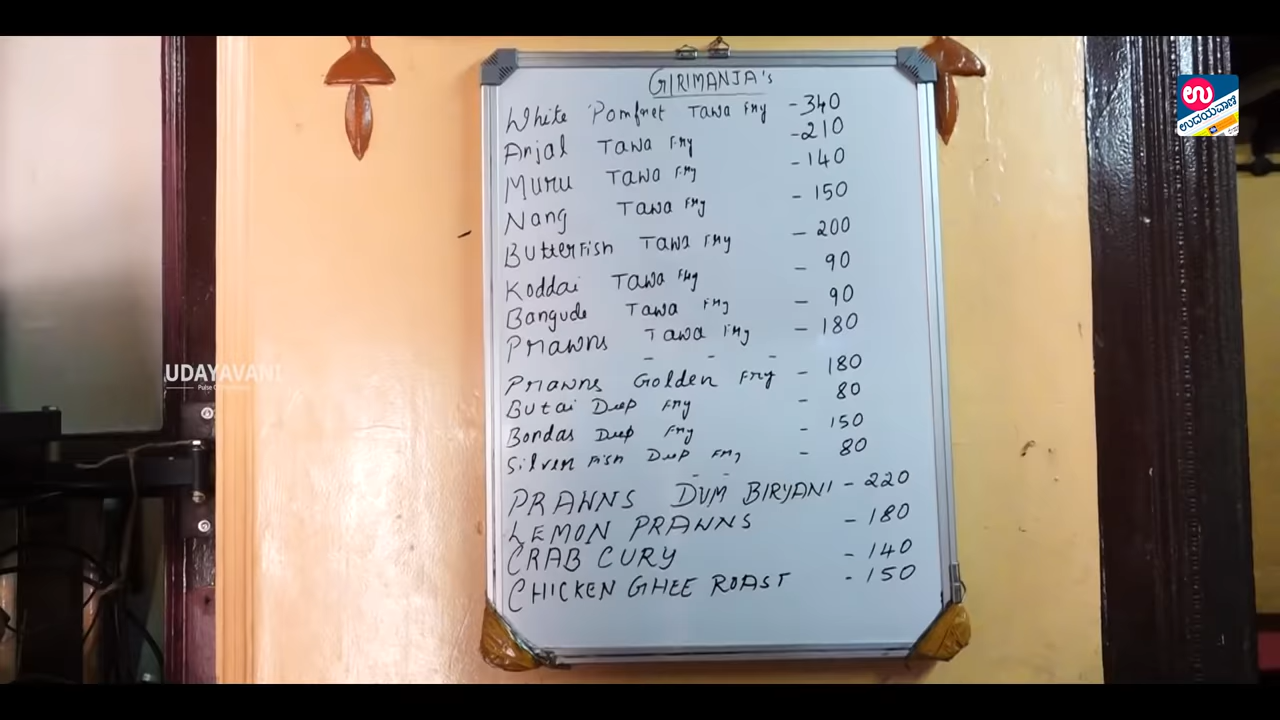 GIRIMANJA's
White Pomfret Tawa Fry - 340
Anjal Tawa Fry - 210
Muru Tawa Fry - 140
Nang Tawa Fry - 150
Butterfish Tawa Fry - 200
Koddai Tawa Fry - 90
Bangude Tawa Fry - 90
Prawns Tawa Fry - 180
Prawns Golden Fry - 180
Butai Deep Fry - 80
Bondas Deep Fry - 150
Silver Fish Deep Fry - 80
PRAWNS DUM BIRYANI - 220
LEMON PRAWNS - 180
CRAB CURY - 140
CHICKEN GHEE ROAST - 150
UDAYAVANI
ಉ
ಉದಯವಾಣಿ